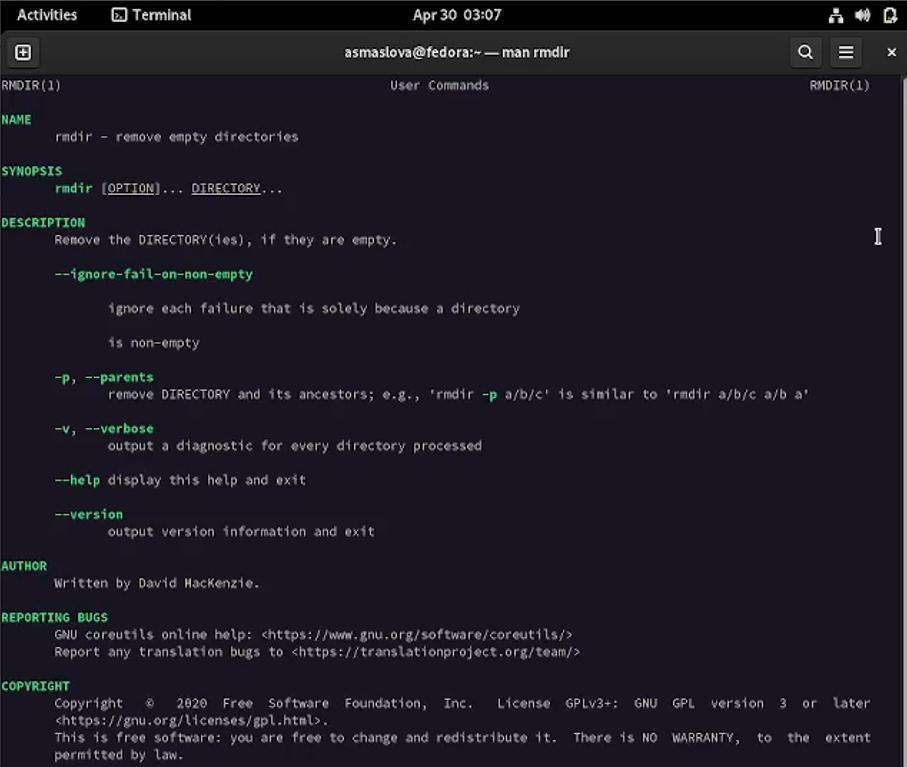 Activities Terminal Apr 30 03:07
asmaslova@fedora:~ — man rmdir
RMDIR(1) User Commands RMDIR(1)
NAME
rmdir - remove empty directories
SYNOPSIS
rmdir [OPTION]... DIRECTORY...
DESCRIPTION
Remove the DIRECTORY(ies), if they are empty.
--ignore-fail-on-non-empty
ignore each failure that is solely because a directory
is non-empty
-p, --parents
remove DIRECTORY and its ancestors; e.g., 'rmdir -p a/b/c' is similar to 'rmdir a/b/c a/b a'
-v, --verbose
output a diagnostic for every directory processed
--help display this help and exit
--version
output version information and exit
AUTHOR
Written by David MacKenzie.
REPORTING BUGS
GNU coreutils online help: <https://www.gnu.org/software/coreutils/>
Report any translation bugs to <https://translationproject.org/team/>
COPYRIGHT
Copyright © 2020 Free Software Foundation, Inc. License GPLv3+: GNU GPL version 3 or later
<https://gnu.org/licenses/gpl.html>.
This is free software: you are free to change and redistribute it. There is NO WARRANTY, to the extent
permitted by law.